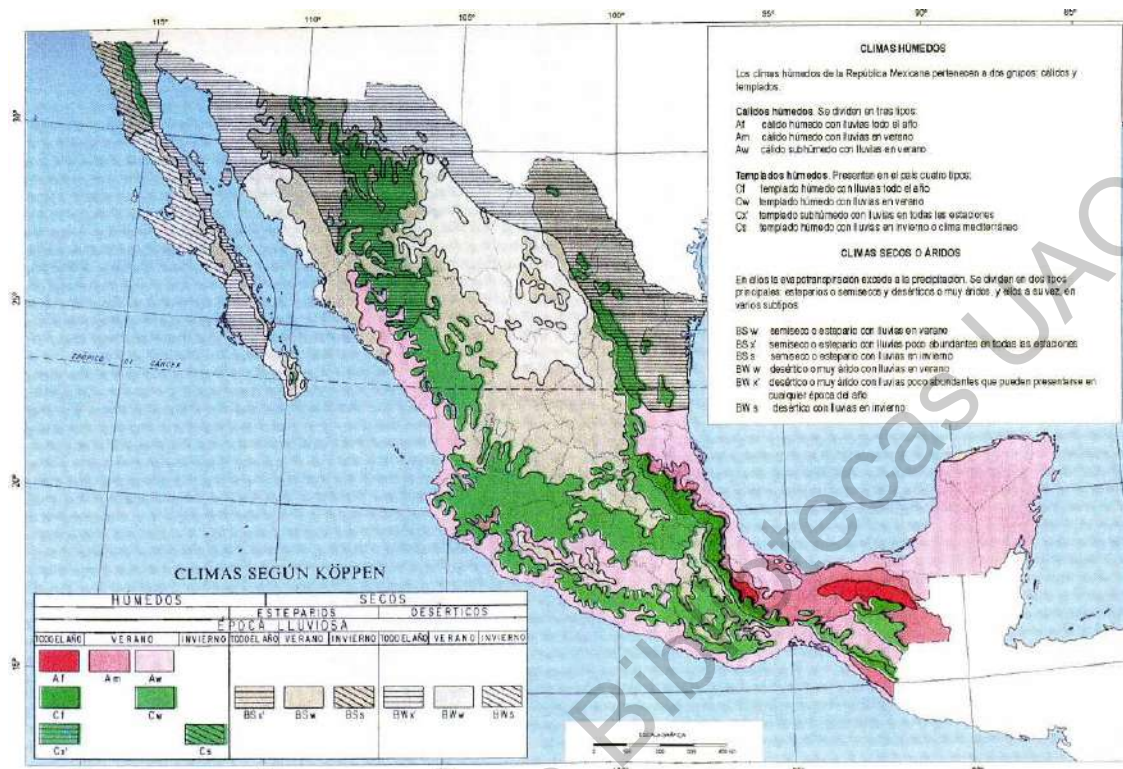 115°
110°
105°
100°
95°
90°
85°
30°
25°
20°
15°
TRÓPICO DE CÁNCER
CLIMAS HÚMEDOS
Los climas húmedos de la República Mexicana pertenecen a dos grupos: cálidos y
templados.
Cálidos húmedos. Se dividen en tres tipos:
Af cálido húmedo con lluvias todo el año
Am cálido húmedo con lluvias en verano
Aw cálido subhúmedo con lluvias en verano
Templados húmedos. Presentan en el país cuatro tipos:
Cf templado húmedo con lluvias todo el año
Cw templado húmedo con lluvias en verano
Cx' templado subhúmedo con lluvias en todas las estaciones
Cs templado húmedo con lluvias en invierno o clima mediterráneo
CLIMAS SECOS O ÁRIDOS
En ellos la evapotranspiración excede a la precipitación. Se dividen en dos tipos
principales: esteparios o semisecos y desérticos o muy áridos, y ellos a su vez, en
varios subtipos
BS w semiseco o estepario con lluvias en verano
BS x' semiseco o estepario con lluvias poco abundantes en todas las estaciones
BS s semiseco o estepario con lluvias en invierno
BW w desértico o muy árido con lluvias en verano
BW x' desértico o muy árido con lluvias poco abundantes que pueden presentarse en
cualquier época del año
BW s desértico con lluvias en invierno
CLIMAS SEGÚN KÖPPEN
HÚMEDOS SECOS
ESTEPARIOS DESÉRTICOS
ÉPOCA LLUVIOSA
TODO EL AÑO VERANO INVIERNO TODO EL AÑO VERANO INVIERNO TODO EL AÑO VERANO INVIERNO
Af Am Aw
Cf Cw BSx' BSw BSs BWx' BWw BWs
Cx' Cs
ESCALA GRÁFICA
Bibliotecas UAC